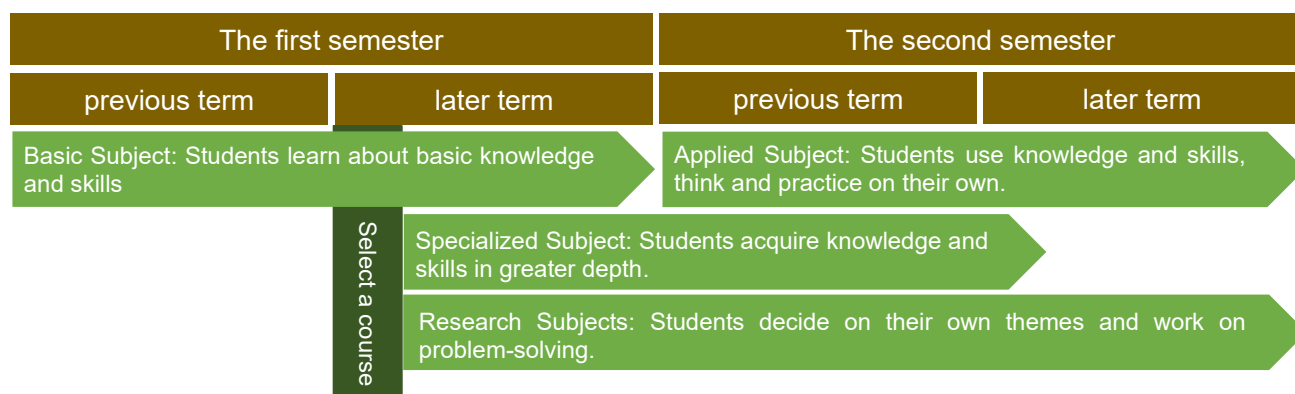 The first semester
The second semester
previous term
later term
previous term
later term
Basic Subject: Students learn about basic knowledge
and skills
Applied Subject: Students use knowledge and skills,
think and practice on their own.
Select a course
Specialized Subject: Students acquire knowledge and
skills in greater depth.
Research Subjects: Students decide on their own themes and work on
problem-solving.